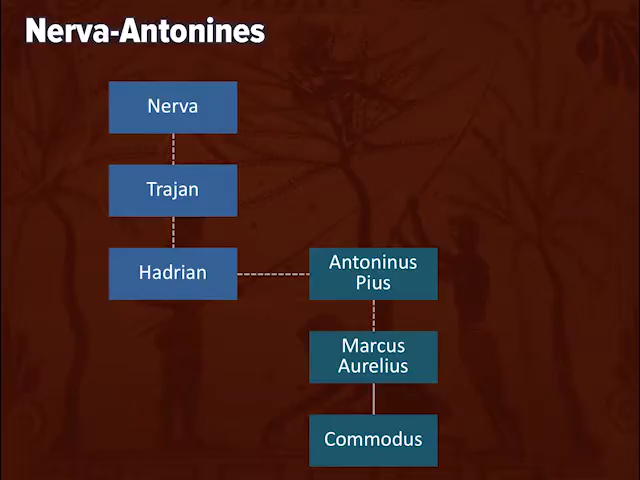 Nerva-Antonines
Nerva
Trajan
Hadrian
Antoninus
Pius
Marcus
Aurelius
Commodus